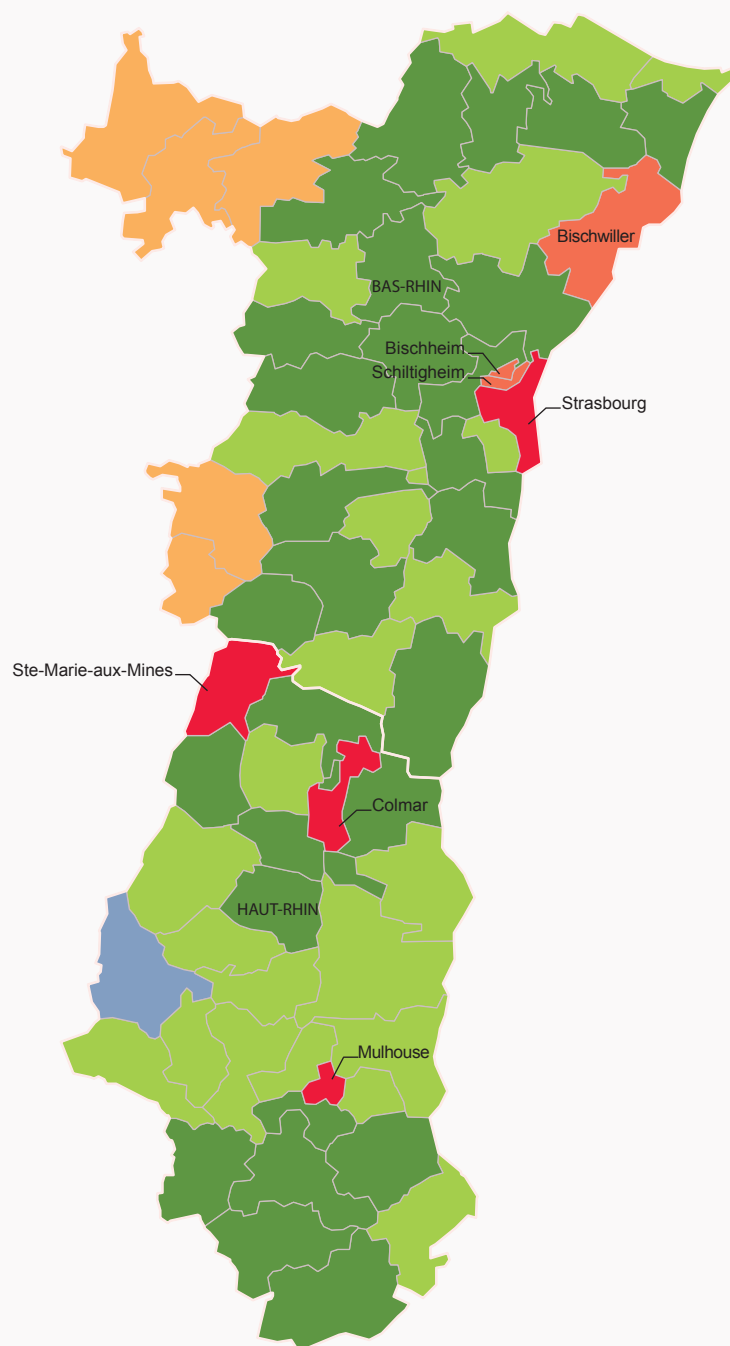 Bischwiller
BAS-RHIN
Bischheim
Schiltigheim
Strasbourg
Ste-Marie-aux-Mines
Colmar
HAUT-RHIN
Mulhouse